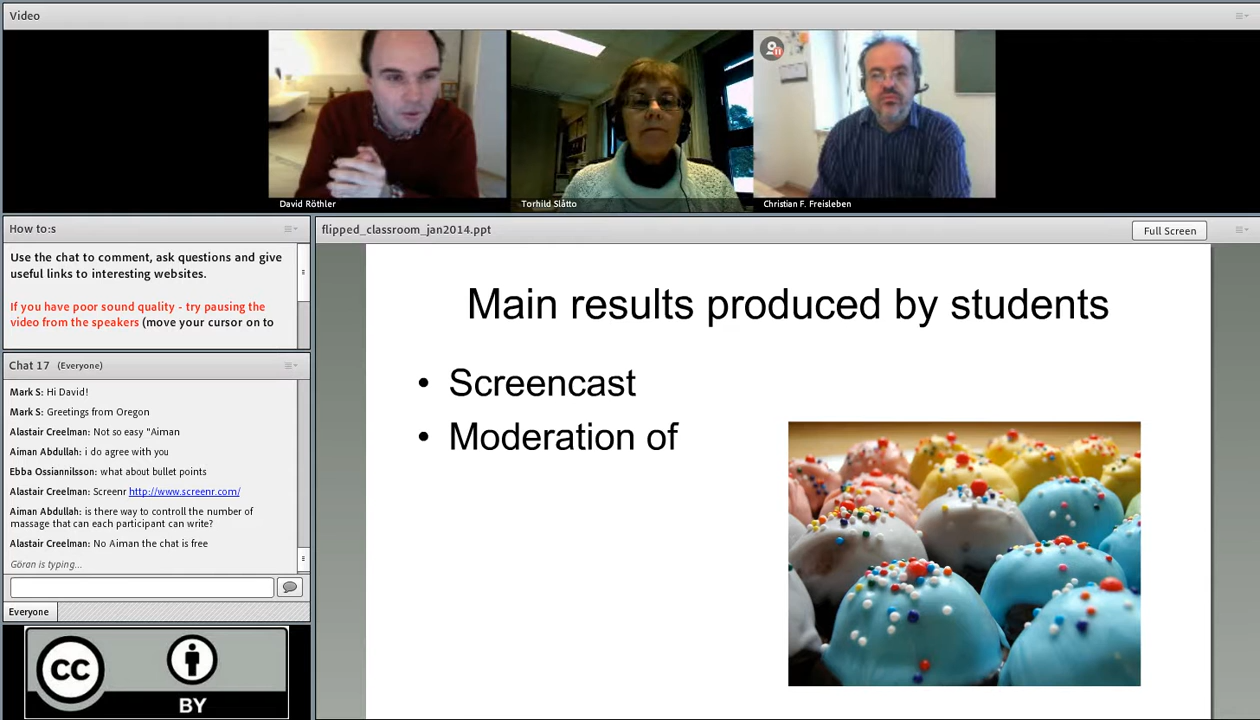 Video
David Röthler
Torhild Slåtto
Christian F. Freisleben
How to:s
Use the chat to comment, ask questions and give
useful links to interesting websites.
If you have poor sound quality - try pausing the
video from the speakers (move your cursor on to
Chat 17 (Everyone)
Mark S: Hi David!
Mark S: Greetings from Oregon
Alastair Creelman: Not so easy "Aiman
Aiman Abdullah: i do agree with you
Ebba Ossiannilsson: what about bullet points
Alastair Creelman: Screenr http://www.screenr.com/
Aiman Abdullah: is there way to controll the number of
massage that can each participant can write?
Alastair Creelman: No Aiman the chat is free
Göran is typing...
Everyone
cc
BY
flipped_classroom_jan2014.ppt
Full Screen
Main results produced by students
• Screencast
• Moderation of